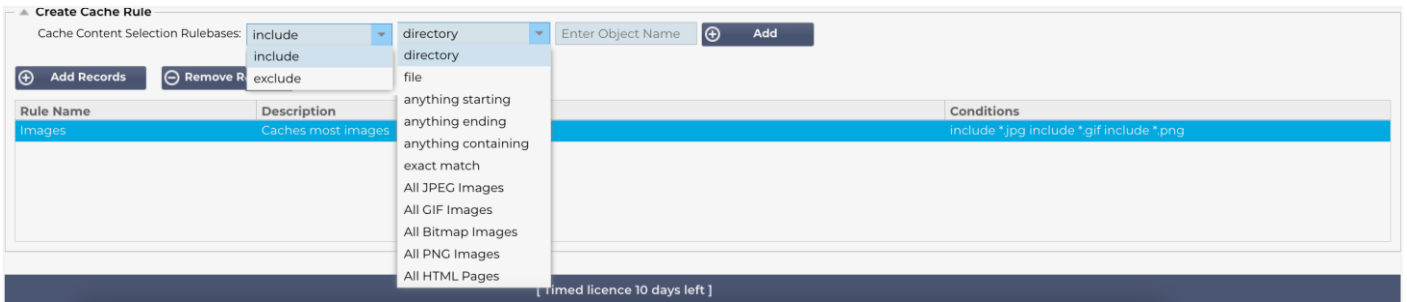 Create Cache Rule
Cache Content Selection Rulebases: include directory Enter Object Name Add
include
exclude
directory
file
anything starting
anything ending
anything containing
exact match
All JPEG Images
All GIF Images
All Bitmap Images
All PNG Images
All HTML Pages
Add Records Remove R
Rule Name Description Conditions
Images Caches most images include *.jpg include *.gif include *.png
[ Timed licence 10 days left ]